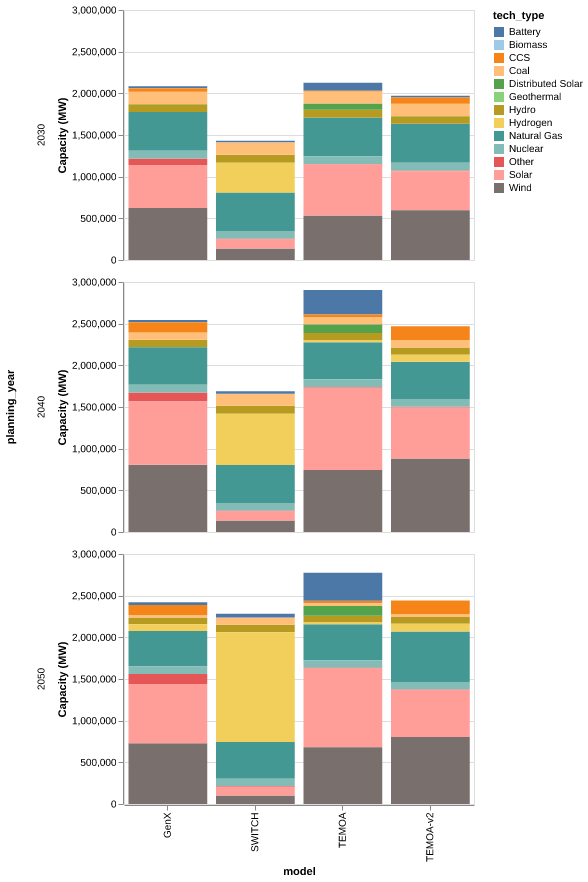 tech_type
Battery
Biomass
CCS
Coal
Distributed Solar
Geothermal
Hydro
Hydrogen
Natural Gas
Nuclear
Other
Solar
Wind
planning_year
2030
Capacity (MW)
3,000,000
2,500,000
2,000,000
1,500,000
1,000,000
500,000
0
2040
Capacity (MW)
3,000,000
2,500,000
2,000,000
1,500,000
1,000,000
500,000
0
2050
Capacity (MW)
3,000,000
2,500,000
2,000,000
1,500,000
1,000,000
500,000
0
GenX
SWITCH
TEMOA
TEMOA-v2
model